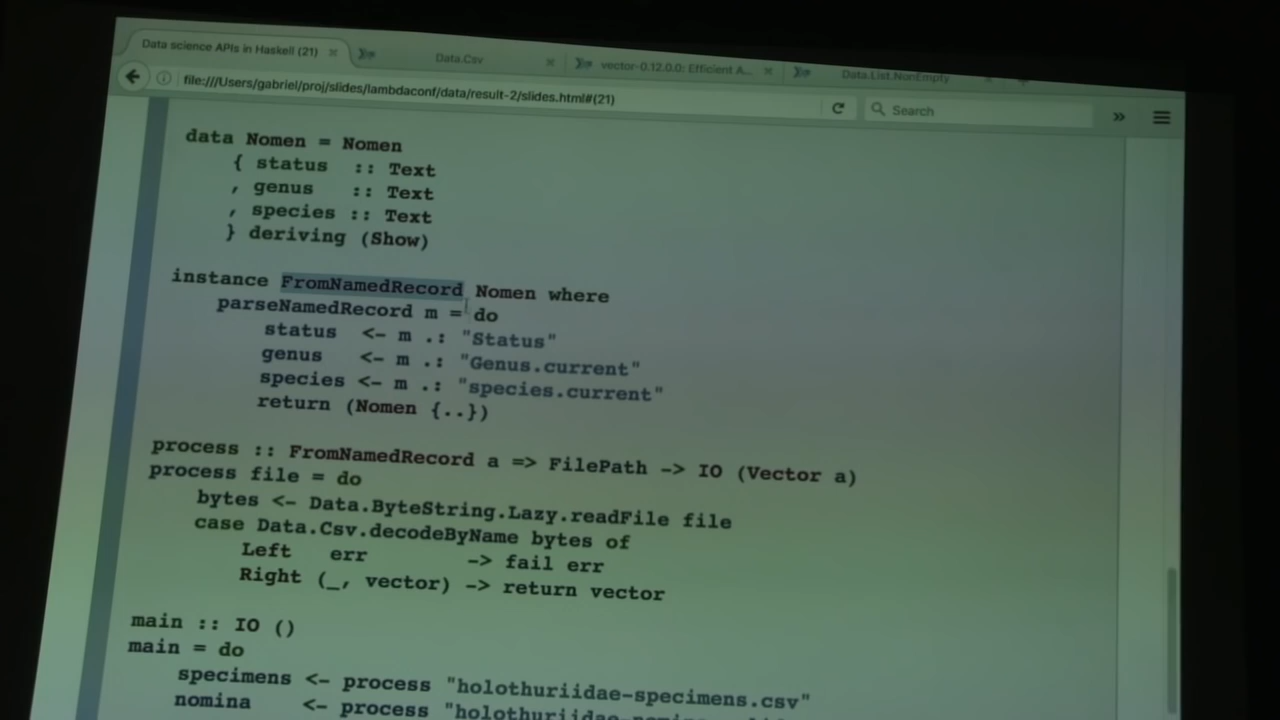 Data science APIs in Haskell (21) × Data.Csv × vector-0.12.0.0: Efficient A... × Data.List.NonEmpty
file:///Users/gabriel/proj/slides/lambdaconf/data/result-2/slides.html#(21) Search
data Nomen = Nomen
{ status :: Text
, genus :: Text
, species :: Text
} deriving (Show)
instance FromNamedRecord Nomen where
parseNamedRecord m = do
status <- m .: "Status"
genus <- m .: "Genus.current"
species <- m .: "species.current"
return (Nomen {..})
process :: FromNamedRecord a => FilePath -> IO (Vector a)
process file = do
bytes <- Data.ByteString.Lazy.readFile file
case Data.Csv.decodeByName bytes of
Left err -> fail err
Right (_, vector) -> return vector
main :: IO ()
main = do
specimens <- process "holothuriidae-specimens.csv"
nomina <- process